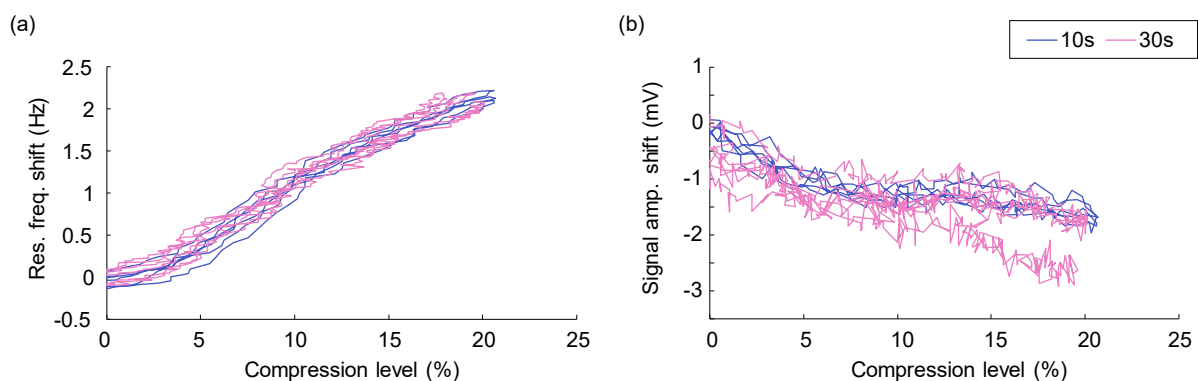 (a)
(b)
10s 30s
2.5
2
1.5
1
0.5
0
-0.5
Res. freq. shift (Hz)
0 5 10 15 20 25
Compression level (%)
1
0
-1
-2
-3
Signal amp. shift (mV)
0 5 10 15 20 25
Compression level (%)